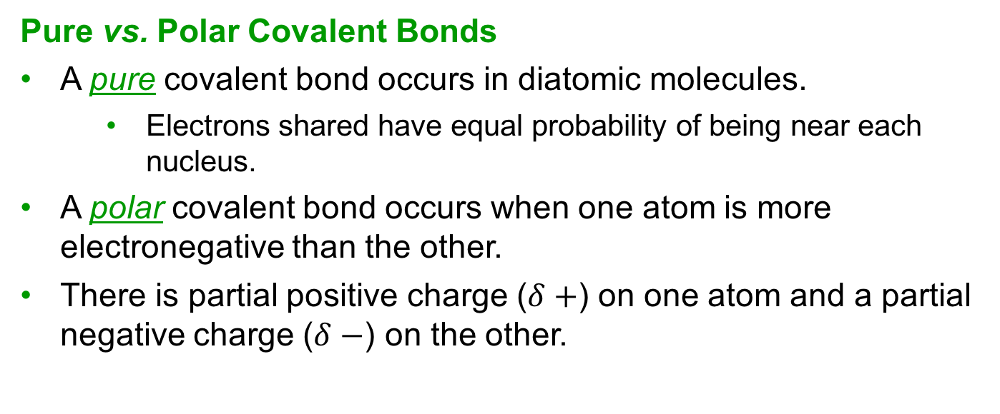 Pure vs. Polar Covalent Bonds
• A pure covalent bond occurs in diatomic molecules.
• Electrons shared have equal probability of being near each
nucleus.
• A polar covalent bond occurs when one atom is more
electronegative than the other.
• There is partial positive charge (𝛿 +) on one atom and a partial
negative charge (𝛿 −) on the other.